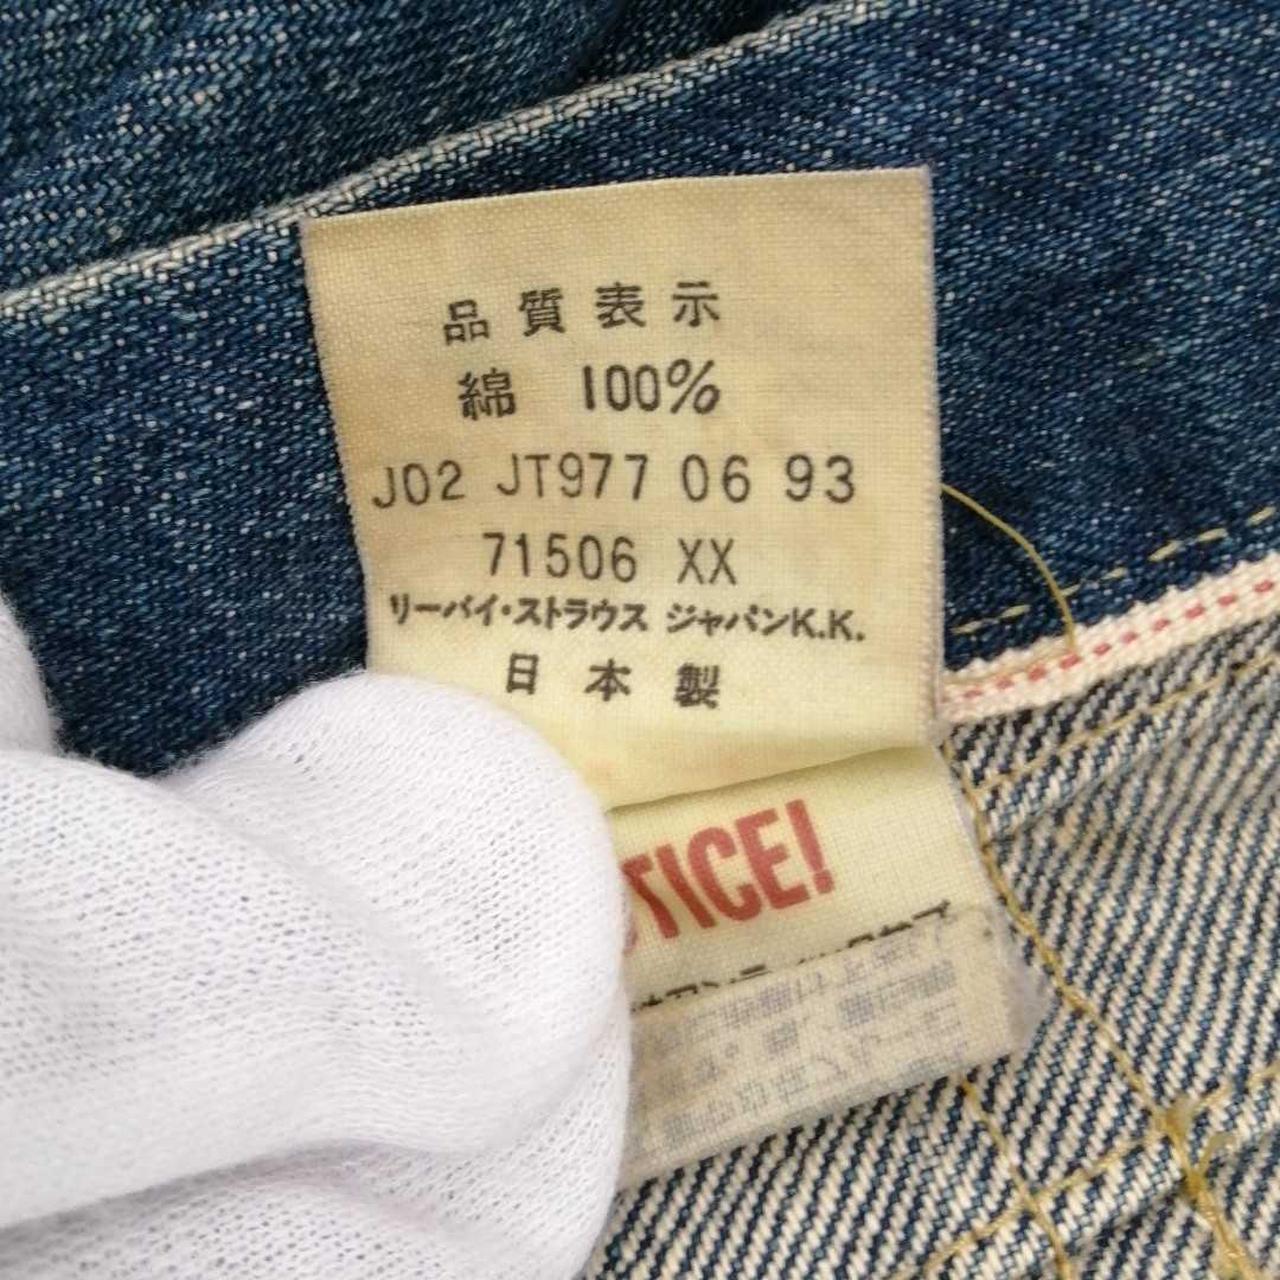 品質表示
綿 100%
J02 JT977 06 93
71506 XX
リーバイ・ストラウス ジャパンK.K.
日本製
TICE!